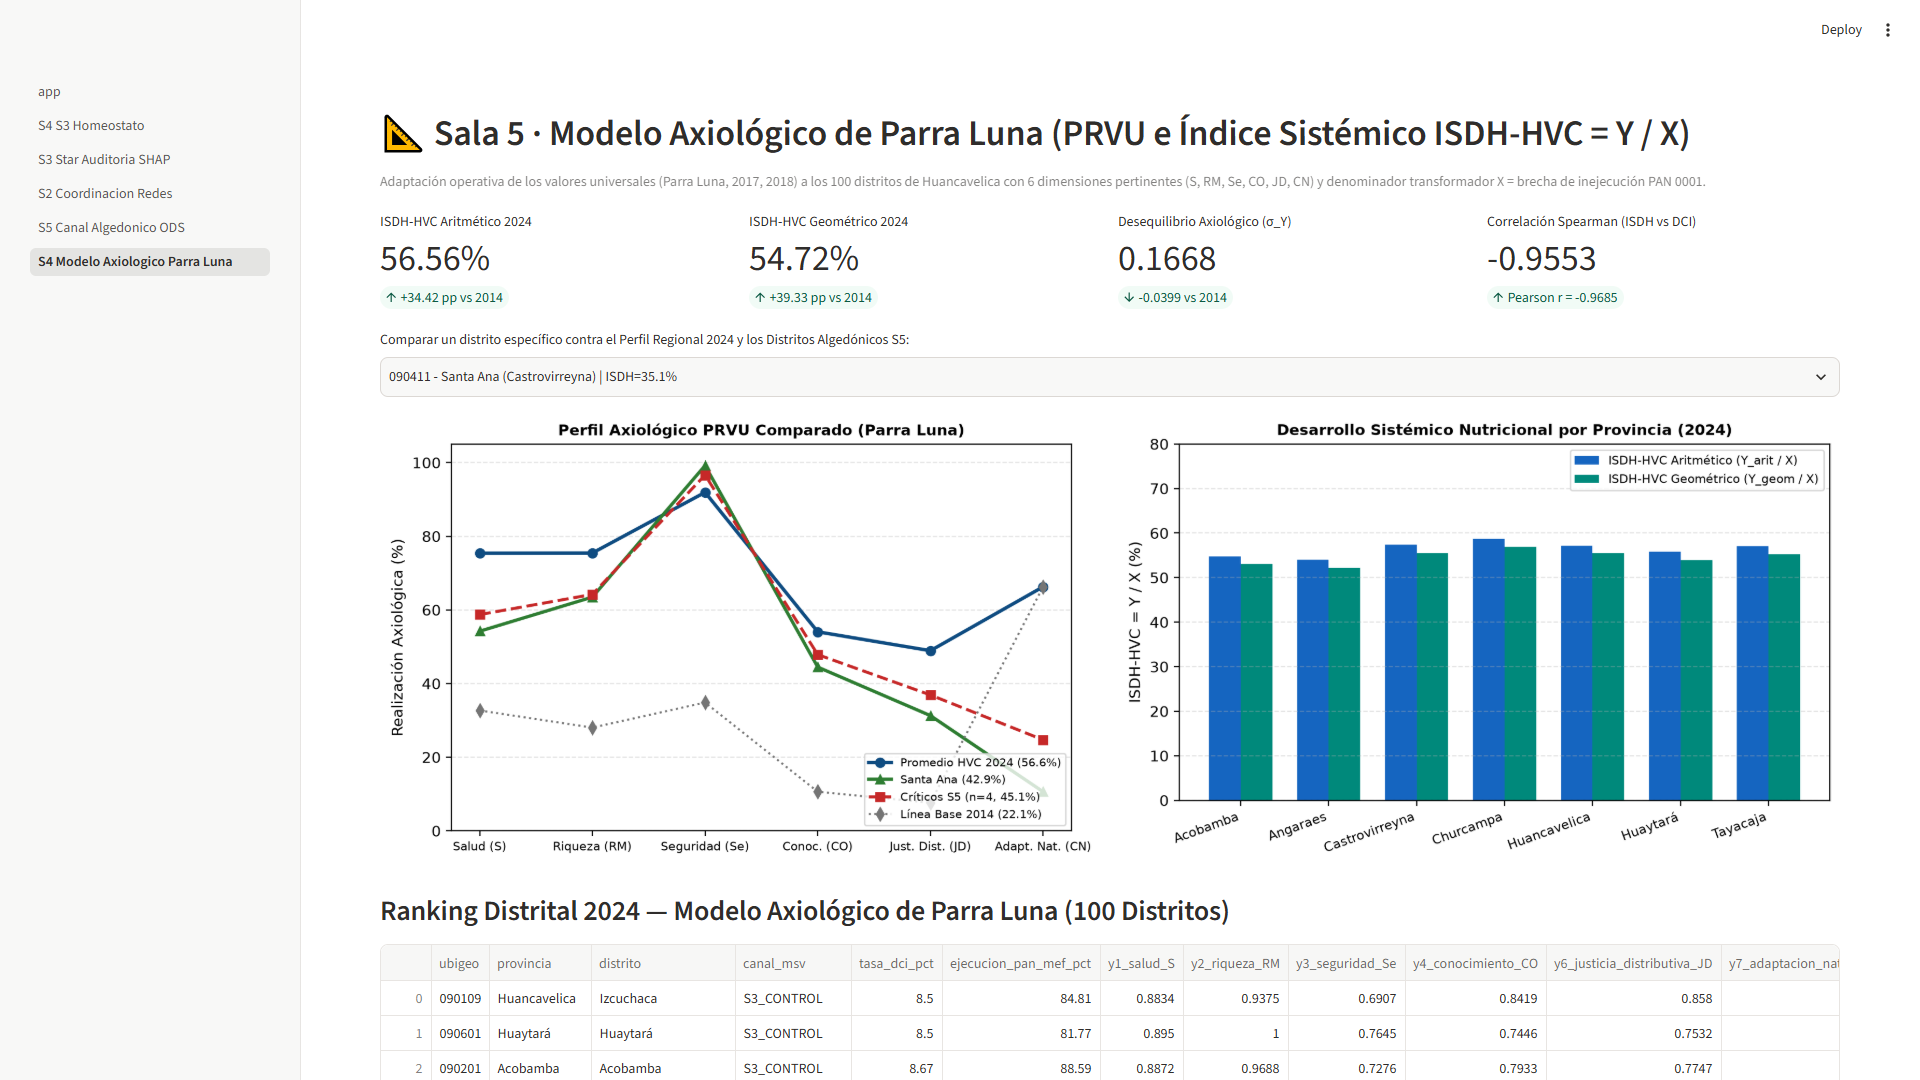 Deploy
app
S4 S3 Homeostato
S3 Star Auditoria SHAP
S2 Coordinacion Redes
S5 Canal Algedonico ODS
S4 Modelo Axiologico Parra Luna
Sala 5 · Modelo Axiológico de Parra Luna (PRVU e Índice Sistémico ISDH-HVC = Y / X)
Adaptación operativa de los valores universales (Parra Luna, 2017, 2018) a los 100 distritos de Huancavelica con 6 dimensiones pertinentes (S, RM, Se, CO, JD, CN) y denominador transformador X = brecha de inejecución PAN 0001.
ISDH-HVC Aritmético 2024
56.56%
↑ +34.42 pp vs 2014
ISDH-HVC Geométrico 2024
54.72%
↑ +39.33 pp vs 2014
Desequilibrio Axiológico (σ_Y)
0.1668
↓ -0.0399 vs 2014
Correlación Spearman (ISDH vs DCI)
-0.9553
↑ Pearson r = -0.9685
Comparar un distrito específico contra el Perfil Regional 2024 y los Distritos Algedónicos S5:
090411 - Santa Ana (Castrovirreyna) | ISDH=35.1%
Perfil Axiológico PRVU Comparado (Parra Luna)
Realización Axiológica (%)
100
80
60
40
20
0
Promedio HVC 2024 (56.6%)
Santa Ana (42.9%)
Críticos S5 (n=4, 45.1%)
Línea Base 2014 (22.1%)
Salud (S) Riqueza (RM) Seguridad (Se) Conoc. (CO) Just. Dist. (JD) Adapt. Nat. (CN)
Desarrollo Sistémico Nutricional por Provincia (2024)
ISDH-HVC = Y / X (%)
80
70
60
50
40
30
20
10
0
ISDH-HVC Aritmético (Y_arit / X)
ISDH-HVC Geométrico (Y_geom / X)
Acobamba Angaraes Castrovirreyna Churcampa Huancavelica Huaytará Tayacaja
Ranking Distrital 2024 — Modelo Axiológico de Parra Luna (100 Distritos)
ubigeo provincia distrito canal_msv tasa_dci_pct ejecucion_pan_mef_pct y1_salud_S y2_riqueza_RM y3_seguridad_Se y4_conocimiento_CO y6_justicia_distributiva_JD y7_adaptacion_nat
0 090109 Huancavelica Izcuchaca S3_CONTROL 8.5 84.81 0.8834 0.9375 0.6907 0.8419 0.858
1 090601 Huaytará Huaytará S3_CONTROL 8.5 81.77 0.895 1 0.7645 0.7446 0.7532
2 090201 Acobamba Acobamba S3_CONTROL 8.67 88.59 0.8872 0.9688 0.7276 0.7933 0.7747